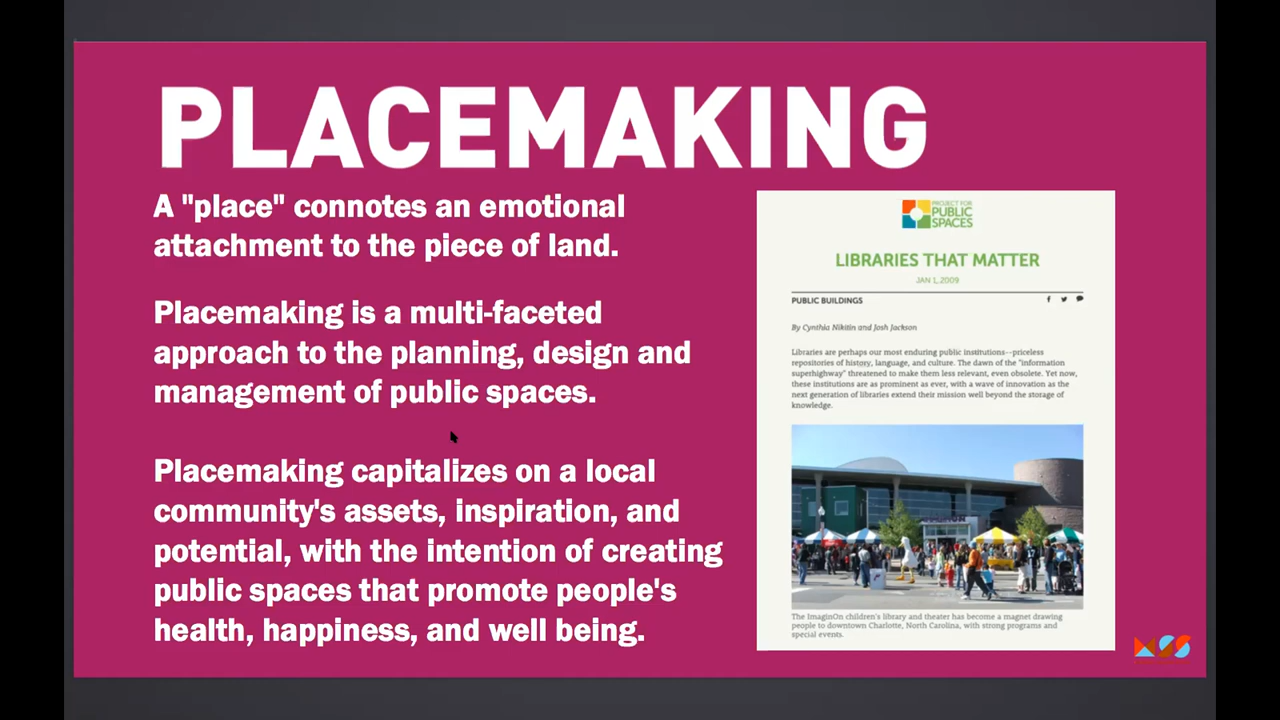 PLACEMAKING
A "place" connotes an emotional
attachment to the piece of land.
Placemaking is a multi-faceted
approach to the planning, design and
management of public spaces.
Placemaking capitalizes on a local
community's assets, inspiration, and
potential, with the intention of creating
public spaces that promote people's
health, happiness, and well being.
PROJECT FOR
PUBLIC
SPACES
LIBRARIES THAT MATTER
JAN 1, 2009
PUBLIC BUILDINGS
By Cynthia Nikitin and Josh Jackson
Libraries are perhaps our most enduring public institutions--priceless
repositories of history, language, and culture. The dawn of the "information
superhighway" threatened to make them less relevant, even obsolete. Yet now,
these institutions are as prominent as ever, with a wave of innovation as the
next generation of libraries extend their mission well beyond the storage of
knowledge.
The ImaginOn children's library and theater has become a magnet drawing
people to downtown Charlotte, North Carolina, with strong programs and
special events.
MSS